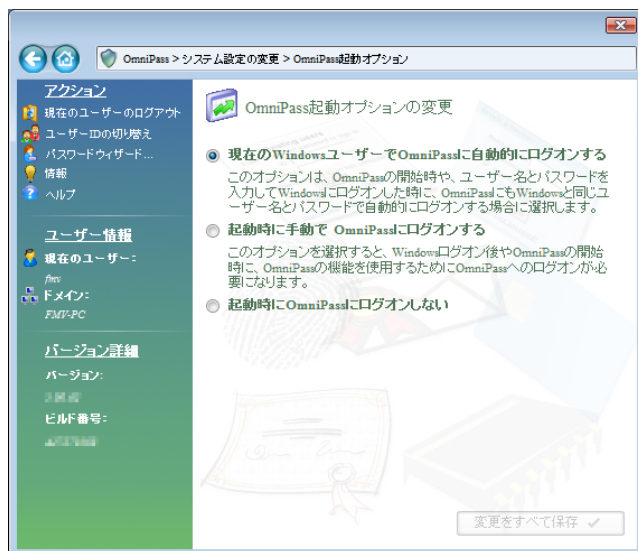 OmniPass > システム設定の変更 > OmniPass起動オプション
アクション
現在のユーザーのログアウト
ユーザーIDの切り替え
パスワードウィザード...
情報
ヘルプ
ユーザー情報
現在のユーザー:
fmv
ドメイン:
FMV-PC
バージョン詳細
バージョン:
ビルド番号:
OmniPass起動オプションの変更
現在のWindowsユーザーでOmniPassに自動的にログオンする
このオプションは、OmniPassの開始時や、ユーザー名とパスワードを
入力してWindowsにログオンした時に、OmniPassにもWindowsと同じユ
ーザー名とパスワードで自動的にログオンする場合に選択します。
起動時に手動で OmniPassにログオンする
このオプションを選択すると、Windowsログオン後やOmniPassの開始
時に、OmniPassの機能を使用するためにOmniPassへのログオンが必
要になります。
起動時にOmniPassにログオンしない
変更をすべて保存